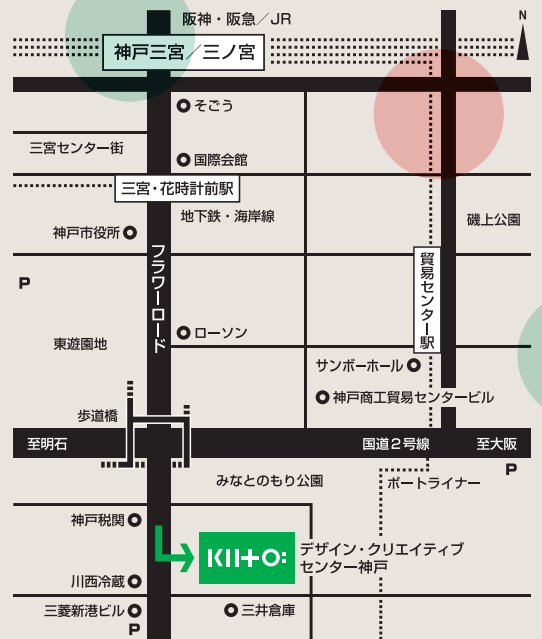 阪神・阪急／JR
N
神戸三宮／三ノ宮
そごう
三宮センター街
国際会館
三宮・花時計前駅
地下鉄・海岸線
磯上公園
神戸市役所
フラワーロード
貿易センター駅
P
ローソン
東遊園地
サンボーホール
神戸商工貿易センタービル
歩道橋
至明石
国道2号線
至大阪
P
みなとのもり公園
ポートライナー
神戸税関
KIITO:
デザイン・クリエイティブ
センター神戸
川西冷蔵
三菱新港ビル
三井倉庫
P